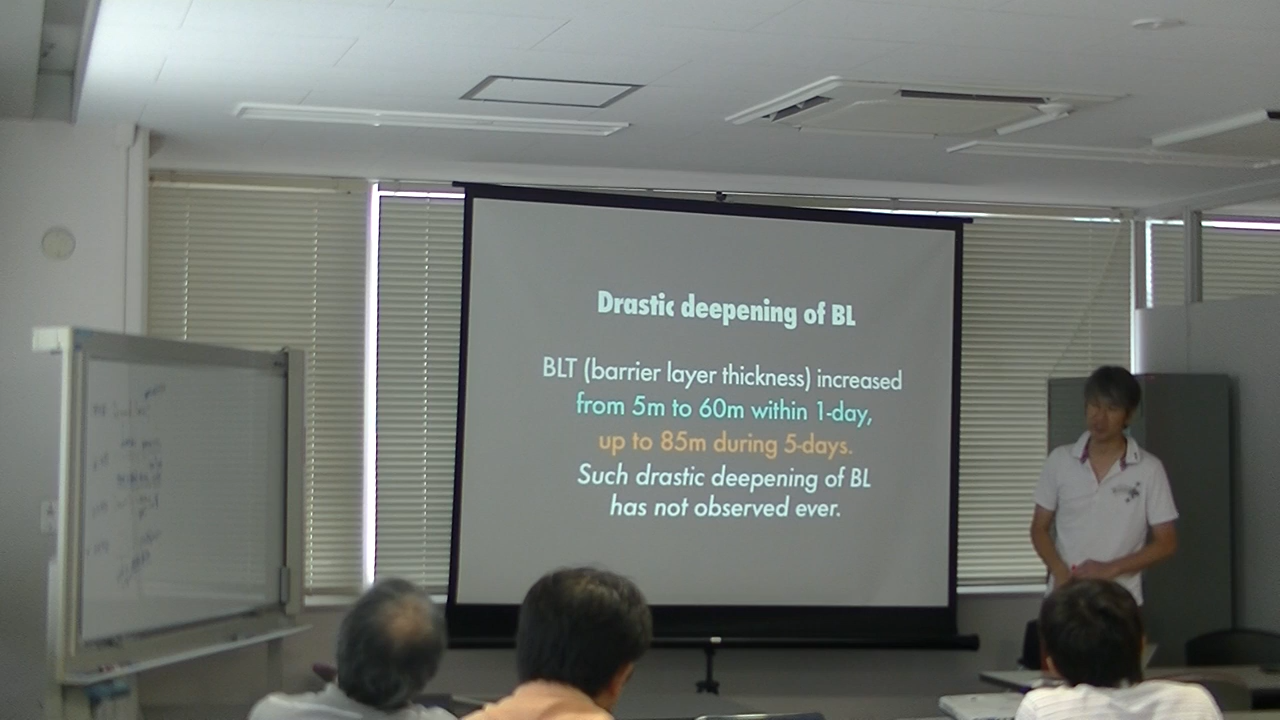 Drastic deepening of BL
BLT (barrier layer thickness) increased
from 5m to 60m within 1-day,
up to 85m during 5-days.
Such drastic deepening of BL
has not observed ever.